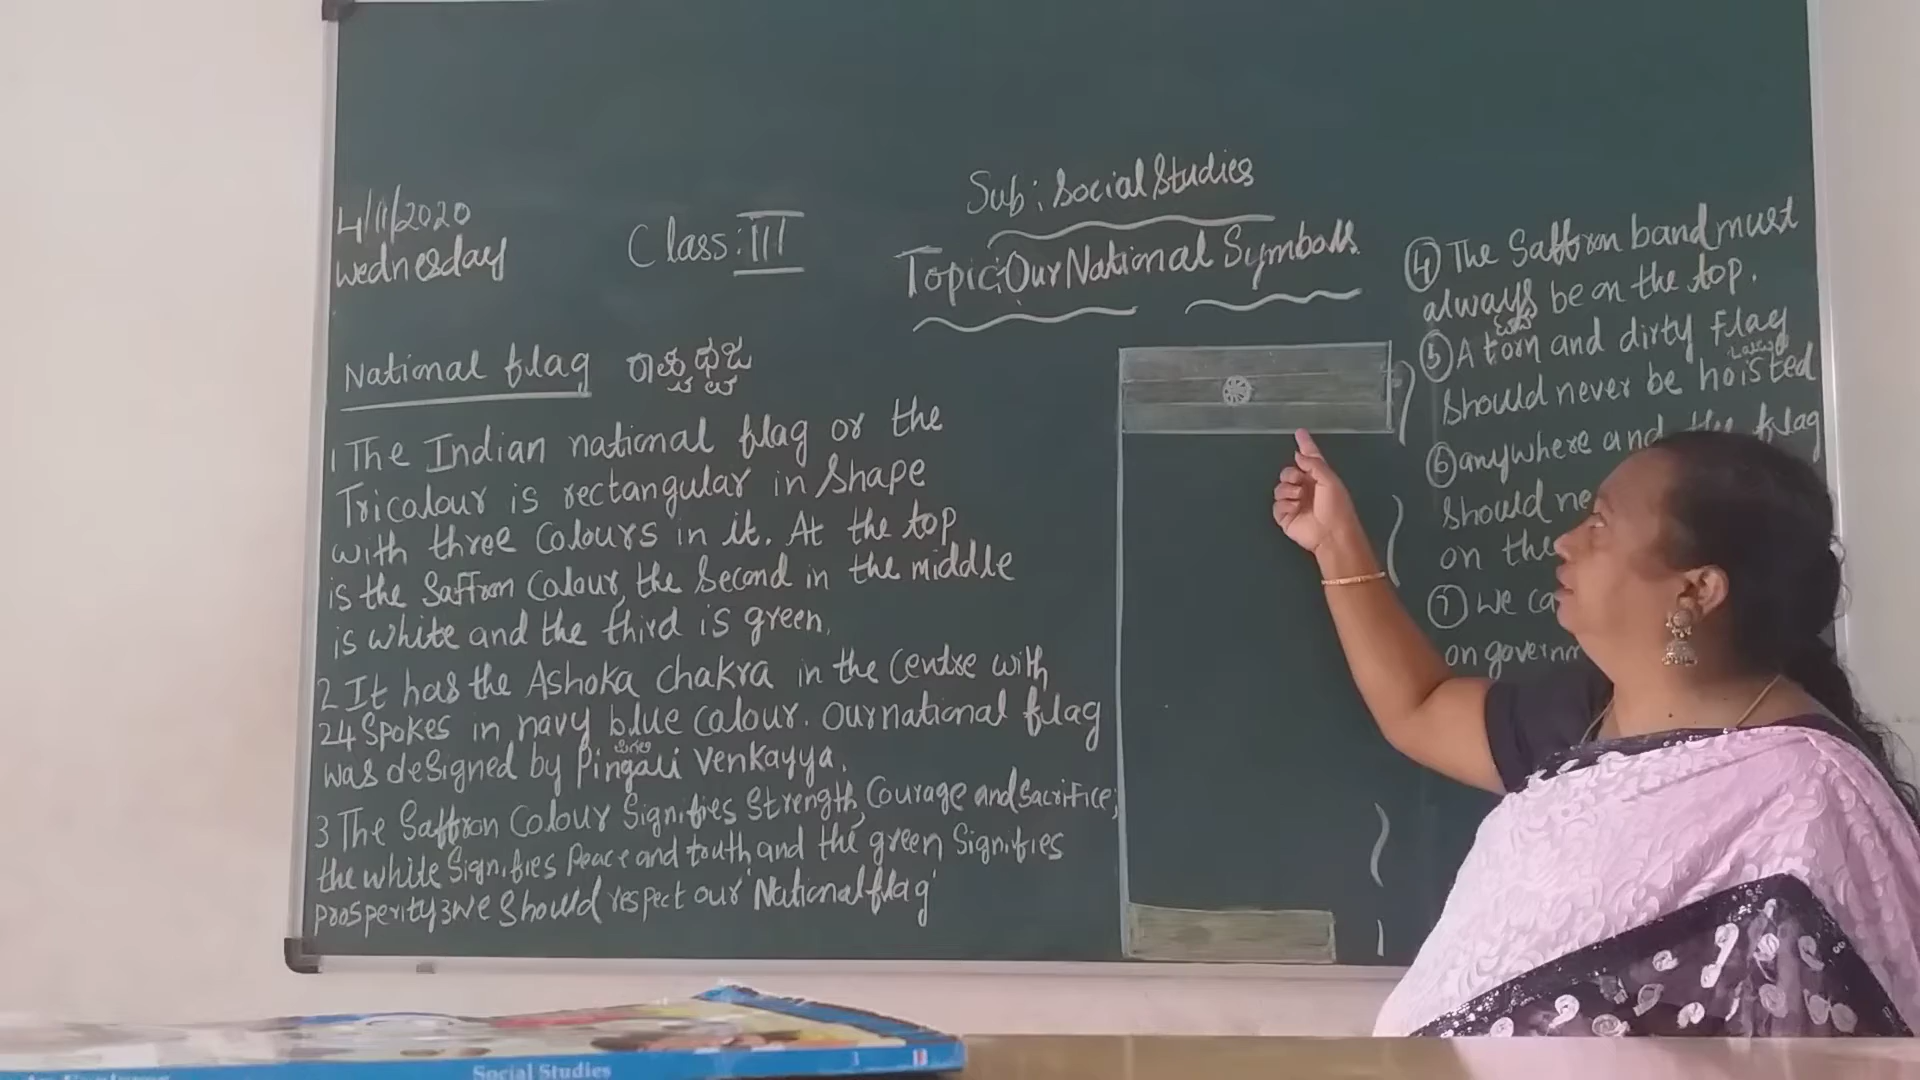 4/11/2020
Wednesday
Class: III
Sub: Social Studies
Topic: Our National Symbols
National flag
1 The Indian national flag or the
Tricolour is rectangular in shape
with three colours in it. At the top
is the Saffron Colour, the second in the middle
is white and the third is green.
2 It has the Ashoka chakra in the centre with
24 spokes in navy blue colour. Our national flag
was designed by Pingali Venkayya.
3 The Saffron Colour Signifies Strength, Courage and Sacrifice;
the white Signifies Peace and truth and the green Signifies
prosperity; we should respect our 'National flag'
④ The Saffron band must
always be on the top.
⑤ A torn and dirty flag
should never be hoisted
⑥ anywhere and the flag
should
on the
⑦ We
on
Social Studies